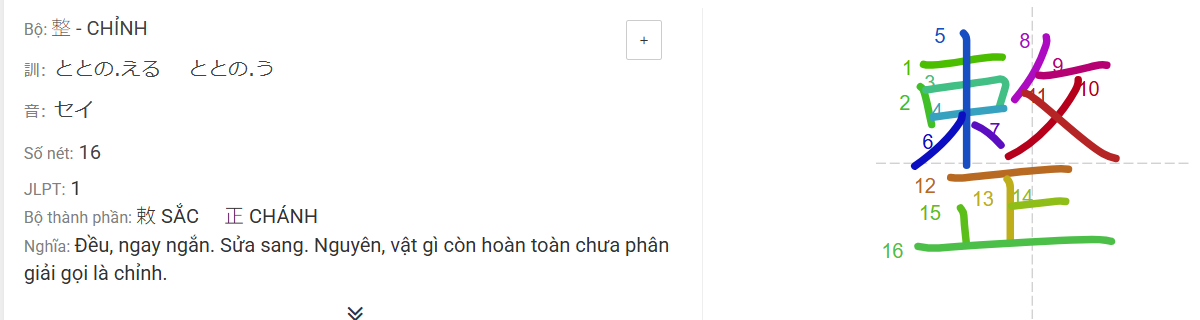 Bộ: 整 - CHỈNH
+
訓: ととの.える ととの.う
音: セイ
Số nét: 16
JLPT: 1
Bộ thành phần: 敕 SẮC 正 CHÁNH
Nghĩa: Đều, ngay ngắn. Sửa sang. Nguyên, vật gì còn hoàn toàn chưa phân
giải gọi là chỉnh.
整
1
2
3
4
5
6
7
8
9
10
11
12
13
14
15
16